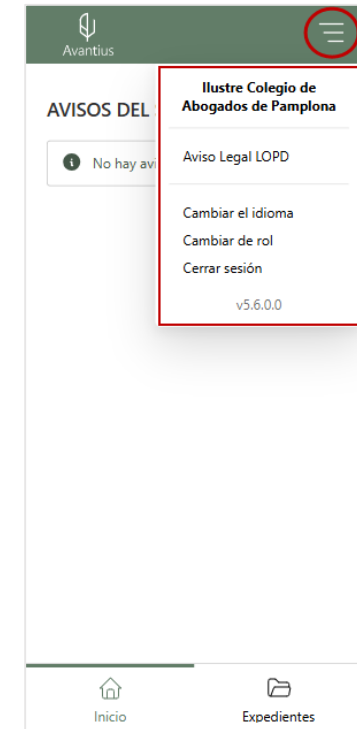 Avantius
Ilustre Colegio de
Abogados de Pamplona
AVISOS DEL
Aviso Legal LOPD
No hay avi
Cambiar el idioma
Cambiar de rol
Cerrar sesión
v5.6.0.0
Inicio
Expedientes